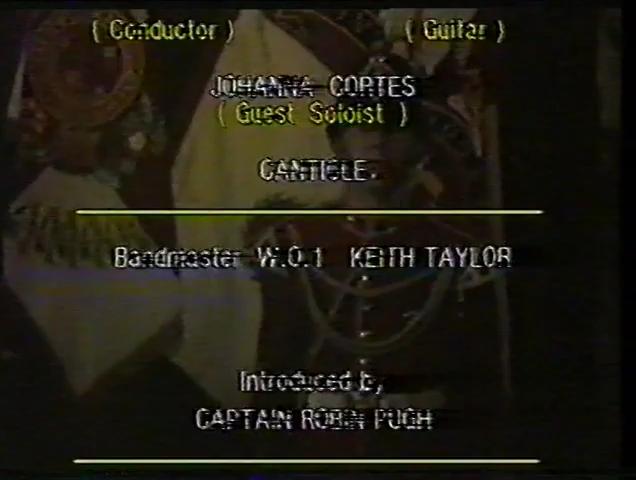 ( Conductor ) ( Guitar )
JOHANNA CORTES
( Guest Soloist )
CANTICLE
Bandmaster W.O.1 KEITH TAYLOR
Introduced by
CAPTAIN ROBIN PUGH